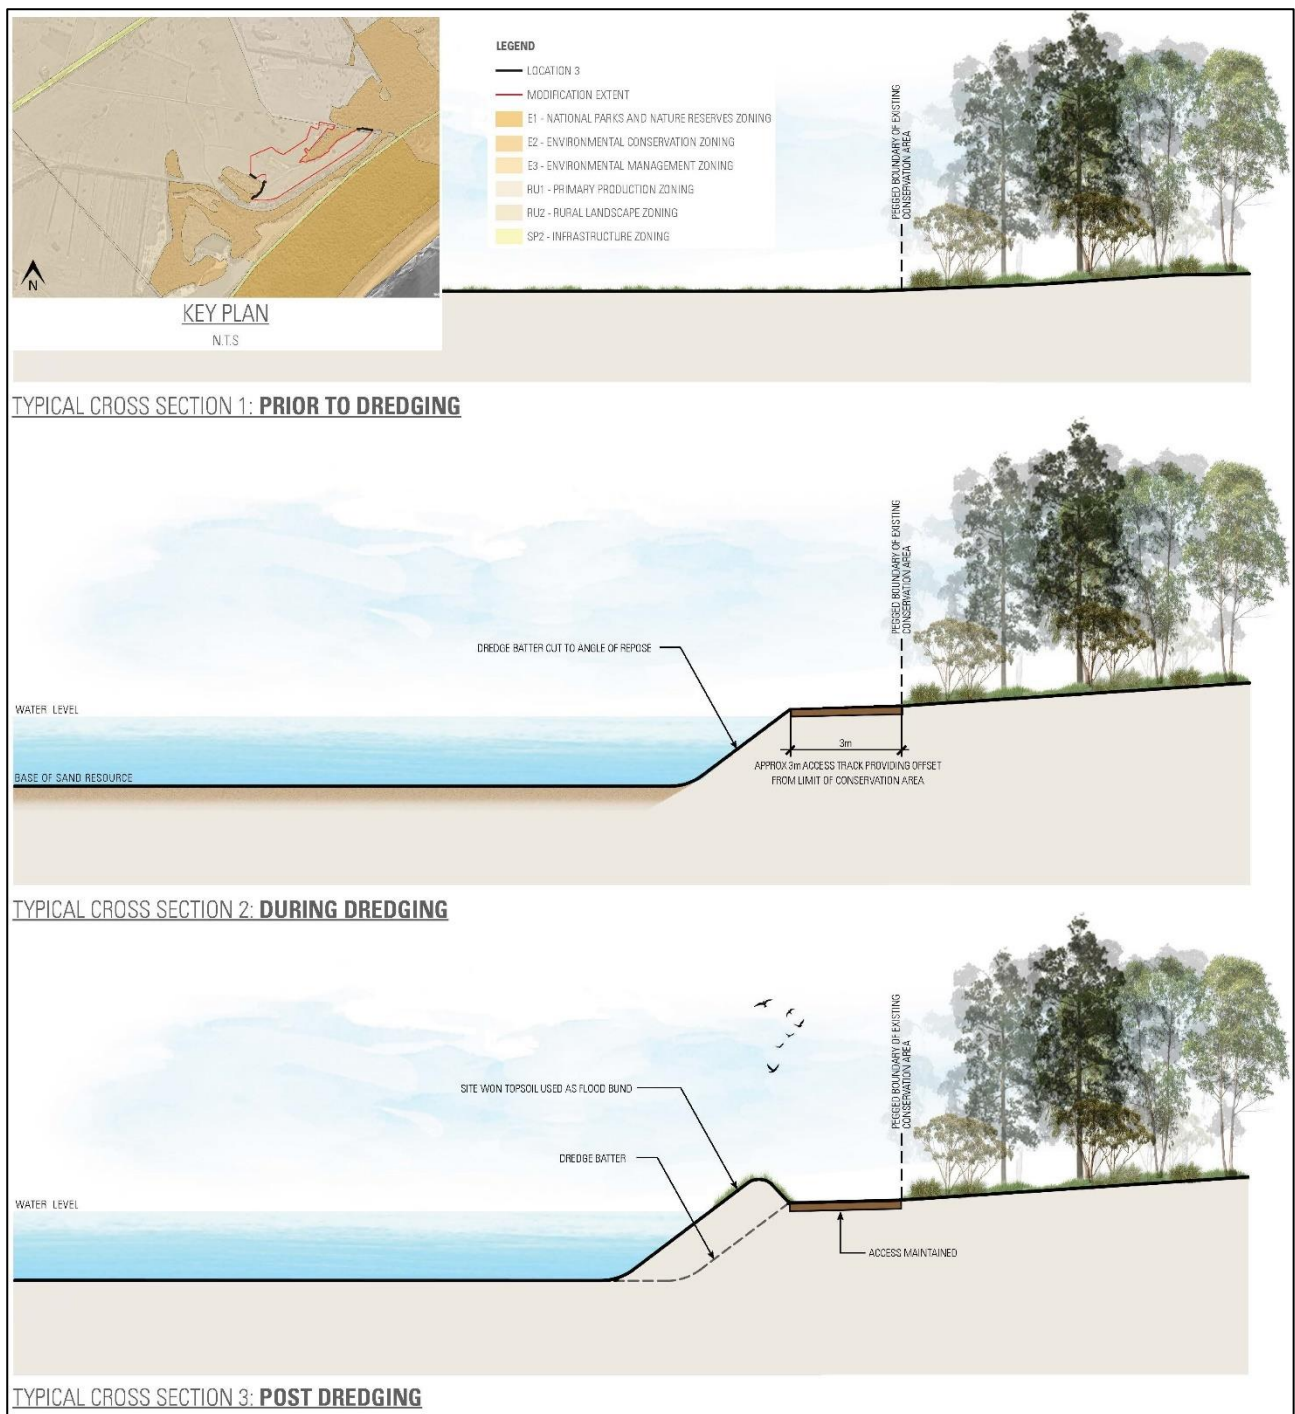 LEGEND
LOCATION 3
MODIFICATION EXTENT
E1 - NATIONAL PARKS AND NATURE RESERVES ZONING
E2 - ENVIRONMENTAL CONSERVATION ZONING
E3 - ENVIRONMENTAL MANAGEMENT ZONING
RU1 - PRIMARY PRODUCTION ZONING
RU2 - RURAL LANDSCAPE ZONING
SP2 - INFRASTRUCTURE ZONING
N
KEY PLAN
N.T.S
PEGGED BOUNDARY OF EXISTING
CONSERVATION AREA
TYPICAL CROSS SECTION 1: PRIOR TO DREDGING
PEGGED BOUNDARY OF EXISTING
CONSERVATION AREA
DREDGE BATTER CUT TO ANGLE OF REPOSE
WATER LEVEL
BASE OF SAND RESOURCE
3m
APPROX 3m ACCESS TRACK PROVIDING OFFSET
FROM LIMIT OF CONSERVATION AREA
TYPICAL CROSS SECTION 2: DURING DREDGING
PEGGED BOUNDARY OF EXISTING
CONSERVATION AREA
SITE WON TOPSOIL USED AS FLOOD BUND
DREDGE BATTER
WATER LEVEL
ACCESS MAINTAINED
TYPICAL CROSS SECTION 3: POST DREDGING